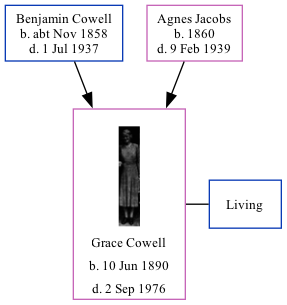 Benjamin Cowell
b. abt Nov 1858
d. 1 Jul 1937
Agnes Jacobs
b. 1860
d. 9 Feb 1939
Grace Cowell
b. 10 Jun 1890
d. 2 Sep 1976
Living